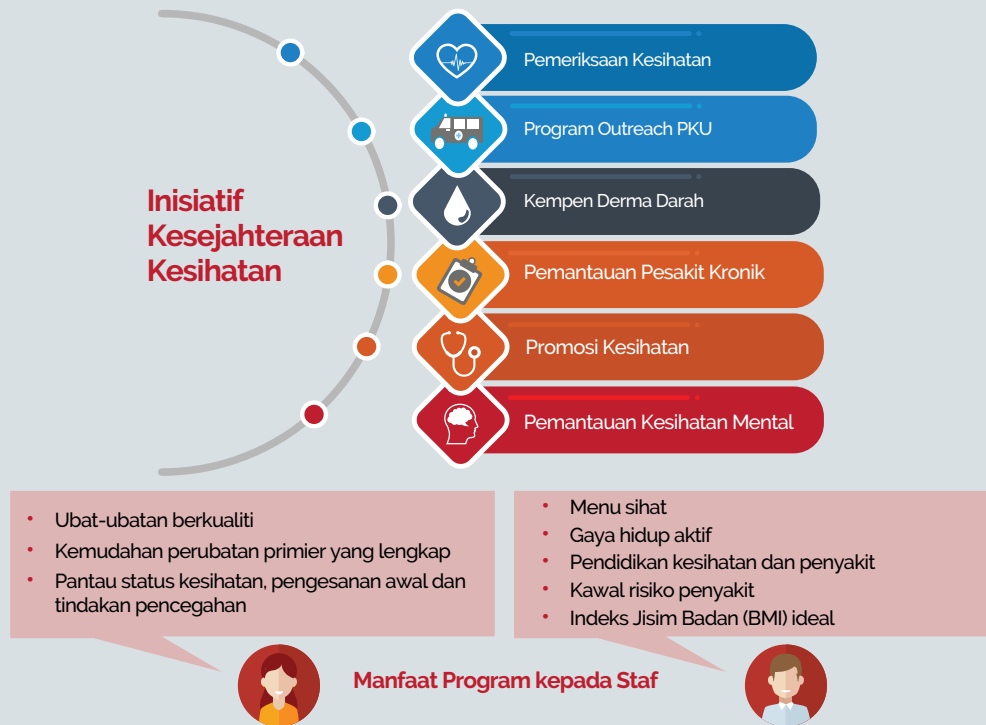 Inisiatif
Kesejahteraan
Kesihatan
Pemeriksaan Kesihatan
Program Outreach PKU
Kempen Derma Darah
Pemantauan Pesakit Kronik
Promosi Kesihatan
Pemantauan Kesihatan Mental
• Ubat-ubatan berkualiti
• Kemudahan perubatan primier yang lengkap
• Pantau status kesihatan, pengesanan awal dan
tindakan pencegahan
• Menu sihat
• Gaya hidup aktif
• Pendidikan kesihatan dan penyakit
• Kawal risiko penyakit
• Indeks Jisim Badan (BMI) ideal
Manfaat Program kepada Staf